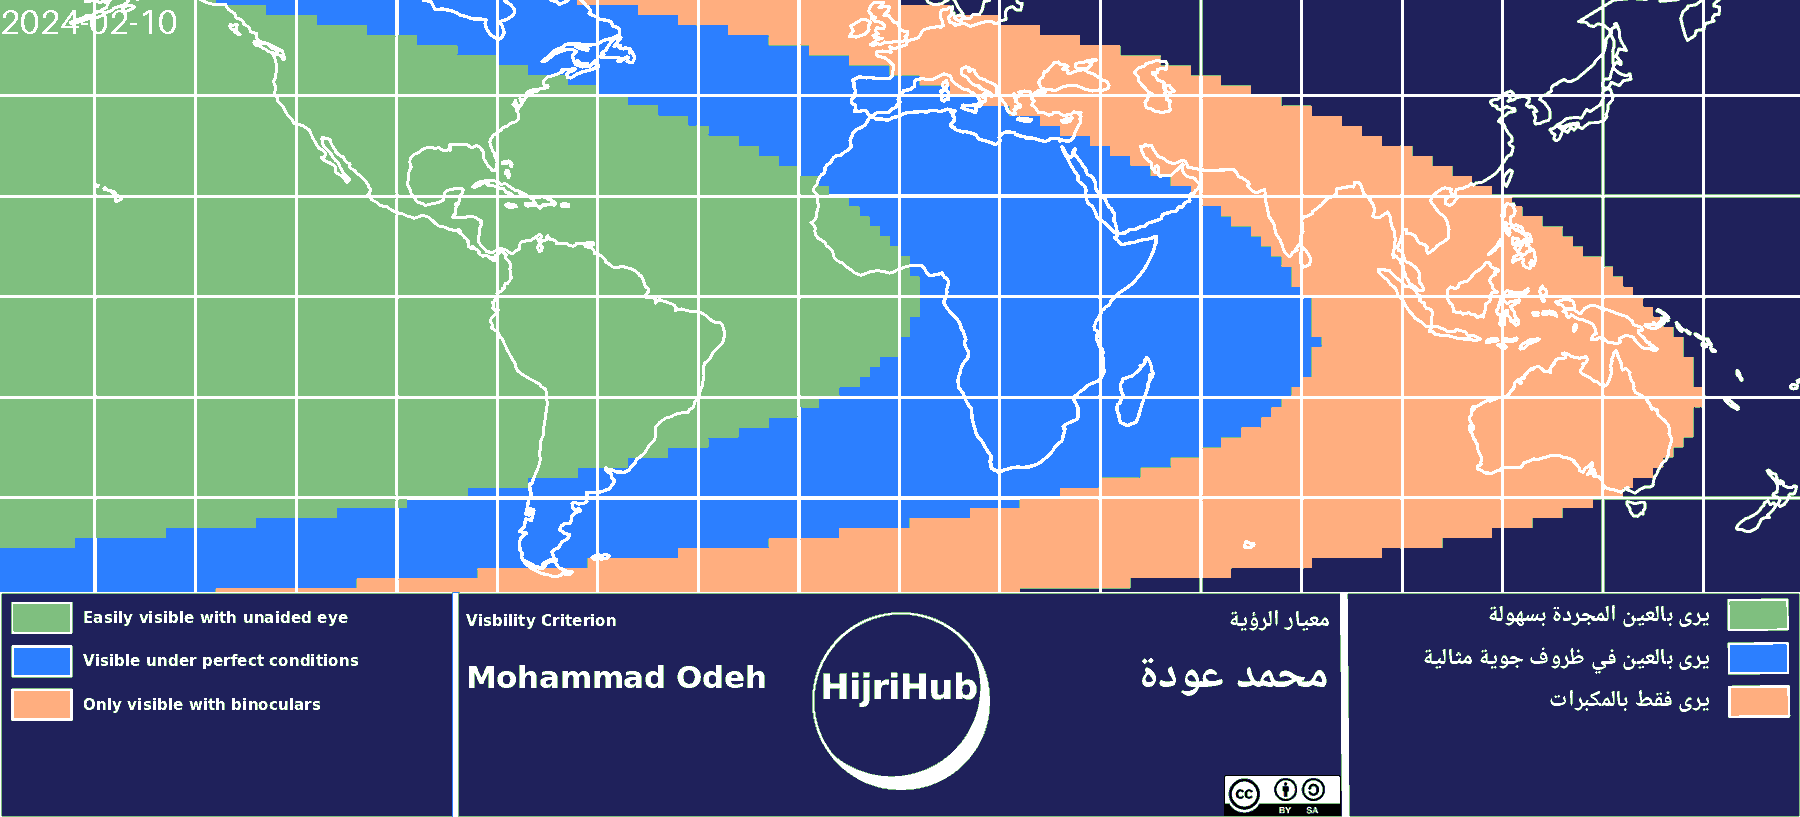 2024-02-10
Easily visible with unaided eye
Visible under perfect conditions
Only visible with binoculars
Visbility Criterion
Mohammad Odeh
HijriHub
معيار الرؤية
محمد عودة
cc
BY SA
يرى بالعين المجردة بسهولة
يرى بالعين في ظروف جوية مثالية
يرى فقط بالمكبرات